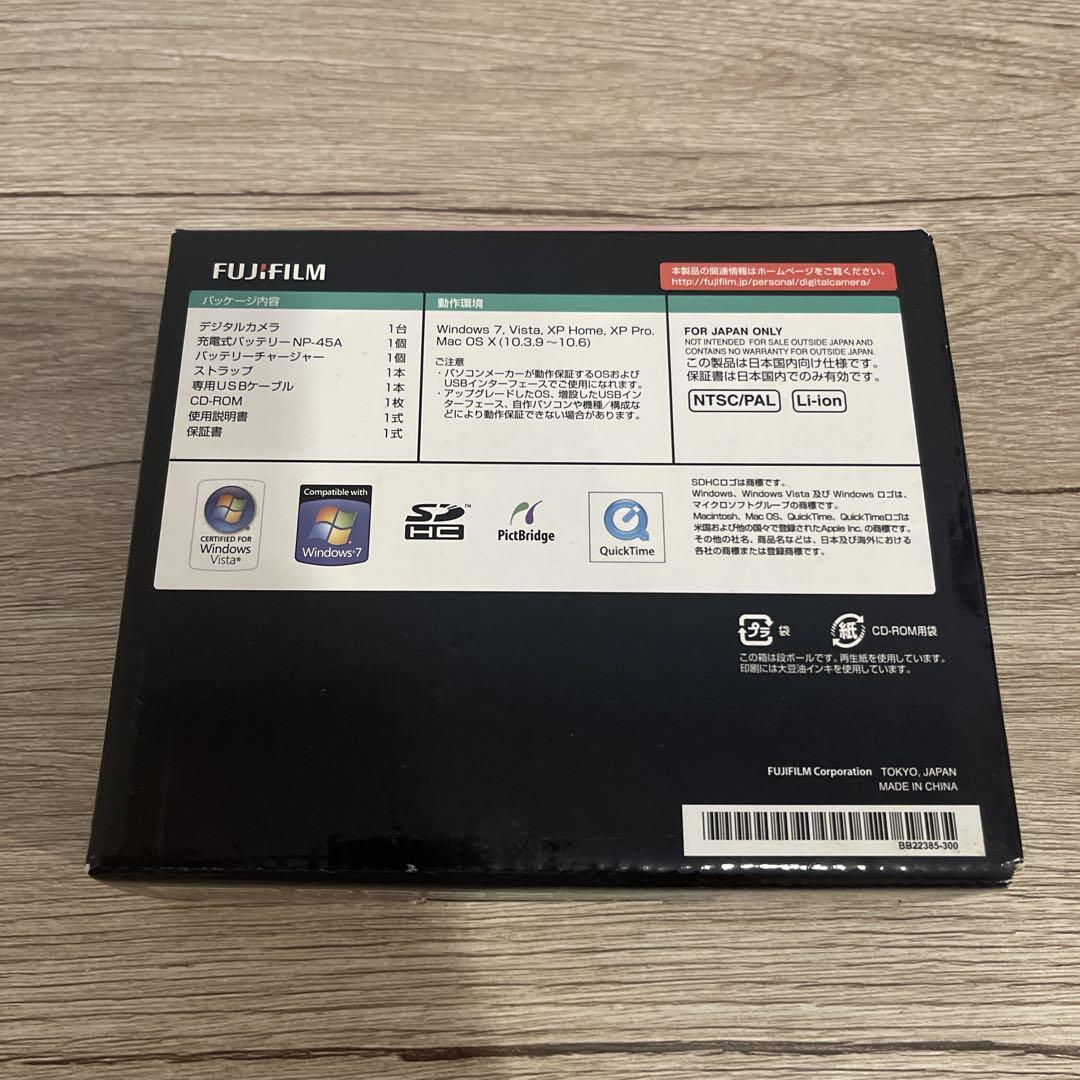 FUJIFILM
本製品の関連情報はホームページをご覧ください。
http://fujifilm.jp/personal/digitalcamera/
パッケージ内容
デジタルカメラ 1台
充電式バッテリーNP-45A 1個
バッテリーチャージャー 1個
ストラップ 1本
専用USBケーブル 1本
CD-ROM 1枚
使用説明書 1式
保証書 1式
動作環境
Windows 7, Vista, XP Home, XP Pro.
Mac OS X (10.3.9～10.6)
ご注意
・パソコンメーカーが動作保証するOSおよび
USBインターフェースでご使用になれます。
・アップグレードしたOS、増設したUSBイン
ターフェース、自作パソコンや機種/構成な
どにより動作保証できない場合があります。
FOR JAPAN ONLY
NOT INTENDED FOR SALE OUTSIDE JAPAN AND
CONTAINS NO WARRANTY FOR OUTSIDE JAPAN.
この製品は日本国内向け仕様です。
保証書は日本国内でのみ有効です。
NTSC/PAL Li-ion
CERTIFIED FOR
Windows
Vista®
Compatible with
Windows®7
SD
HC™
PictBridge
QuickTime
SDHCロゴは商標です。
Windows、Windows Vista 及び Windows ロゴは、
マイクロソフトグループの商標です。
Macintosh、Mac OS、QuickTime、QuickTimeロゴは
米国および他の国々で登録されたApple Inc. の商標です。
その他の社名、商品名などは、日本及び海外における
各社の商標または登録商標です。
プラ 袋
紙 CD-ROM用袋
この箱は段ボールです。再生紙を使用しています。
印刷には大豆油インキを使用しています。
FUJIFILM Corporation TOKYO, JAPAN
MADE IN CHINA
BB22385-300